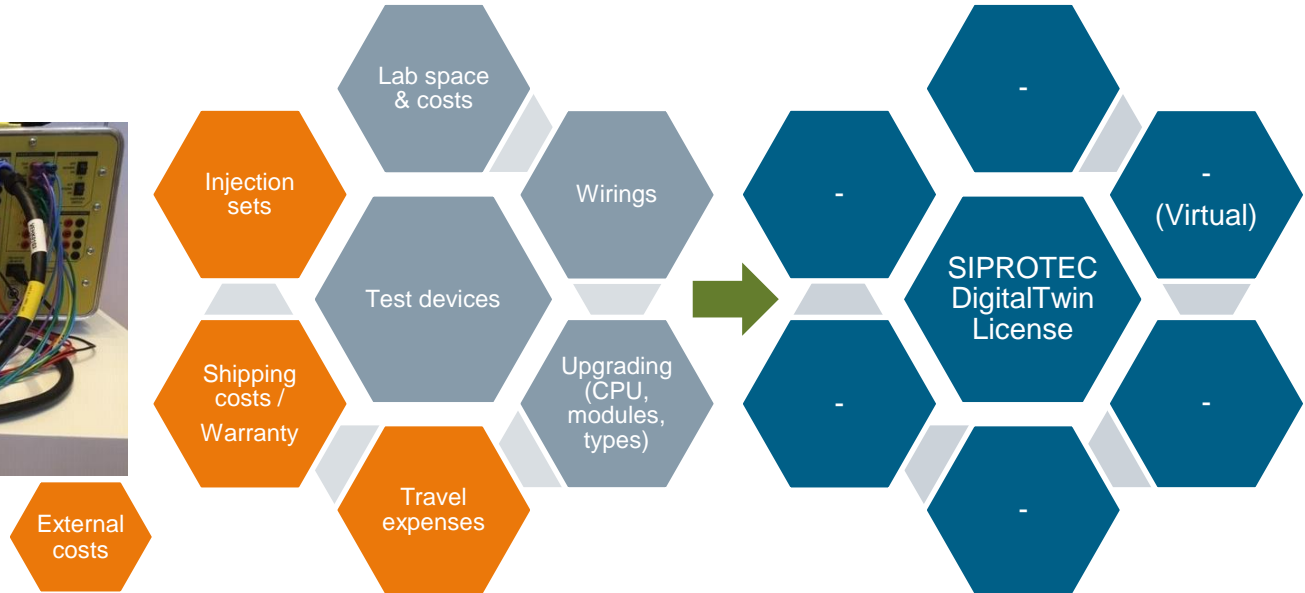 Lab space
& costs
Injection
sets
Wirings
Test devices
Shipping
costs /
Warranty
Upgrading
(CPU,
modules,
types)
Travel
expenses
External
costs
-
-
-
(Virtual)
SIPROTEC
DigitalTwin
License
-
-
-